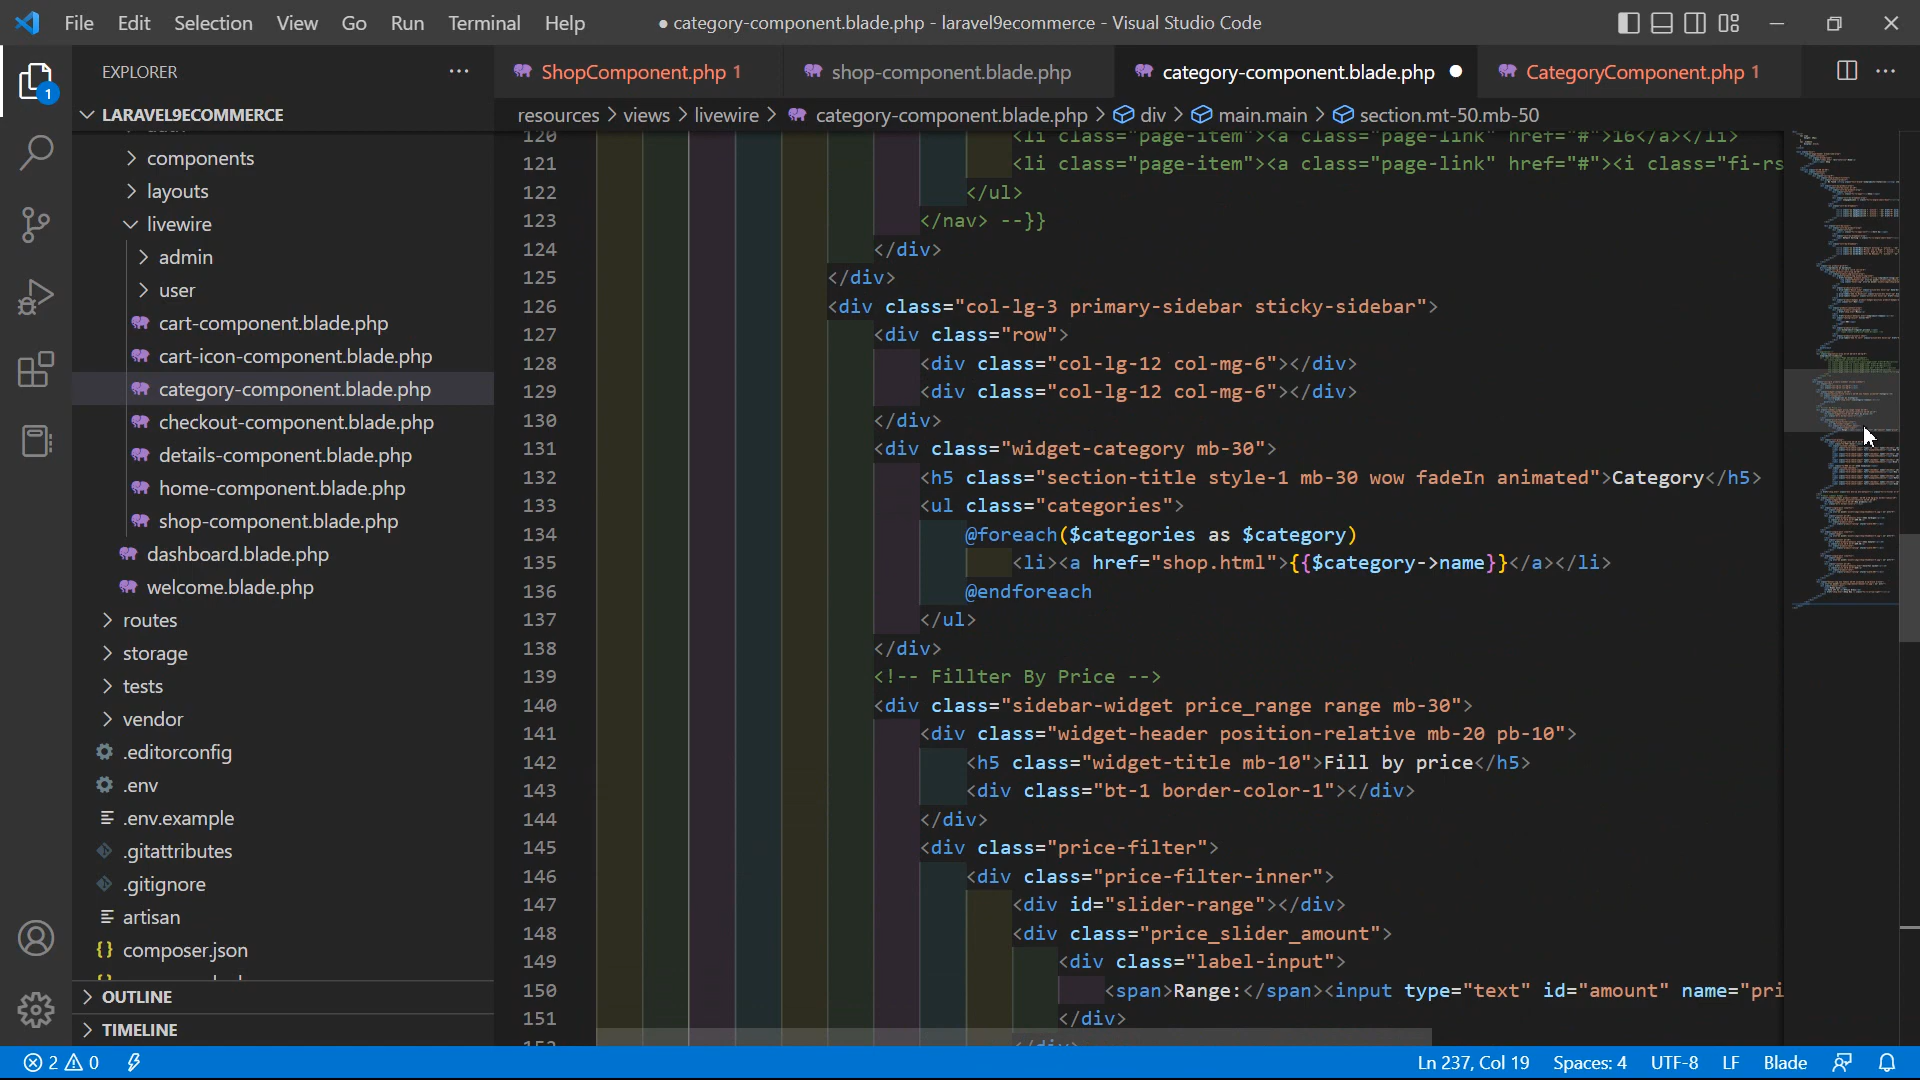 File Edit Selection View Go Run Terminal Help
● category-component.blade.php - laravel9ecommerce - Visual Studio Code
EXPLORER
ShopComponent.php 1
shop-component.blade.php
category-component.blade.php
CategoryComponent.php 1
resources > views > livewire > category-component.blade.php > div > main.main > section.mt-50.mb-50
1
LARAVEL9ECOMMERCE
components
layouts
livewire
admin
user
cart-component.blade.php
cart-icon-component.blade.php
category-component.blade.php
checkout-component.blade.php
details-component.blade.php
home-component.blade.php
shop-component.blade.php
dashboard.blade.php
welcome.blade.php
routes
storage
tests
vendor
.editorconfig
.env
.env.example
.gitattributes
.gitignore
artisan
composer.json
OUTLINE
TIMELINE
120 <li class="page-item"><a class="page-link" href="#">16</a></li>
121 <li class="page-item"><a class="page-link" href="#"><i class="fi-rs
122 </ul>
123 </nav> --}}
124 </div>
125 </div>
126 <div class="col-lg-3 primary-sidebar sticky-sidebar">
127 <div class="row">
128 <div class="col-lg-12 col-mg-6"></div>
129 <div class="col-lg-12 col-mg-6"></div>
130 </div>
131 <div class="widget-category mb-30">
132 <h5 class="section-title style-1 mb-30 wow fadeIn animated">Category</h5>
133 <ul class="categories">
134 @foreach($categories as $category)
135 <li><a href="shop.html">{{$category->name}}</a></li>
136 @endforeach
137 </ul>
138 </div>
139 <!-- Fillter By Price -->
140 <div class="sidebar-widget price_range range mb-30">
141 <div class="widget-header position-relative mb-20 pb-10">
142 <h5 class="widget-title mb-10">Fill by price</h5>
143 <div class="bt-1 border-color-1"></div>
144 </div>
145 <div class="price-filter">
146 <div class="price-filter-inner">
147 <div id="slider-range"></div>
148 <div class="price_slider_amount">
149 <div class="label-input">
150 <span>Range:</span><input type="text" id="amount" name="pri
151 </div>
2 0
Ln 237, Col 19 Spaces: 4 UTF-8 LF Blade